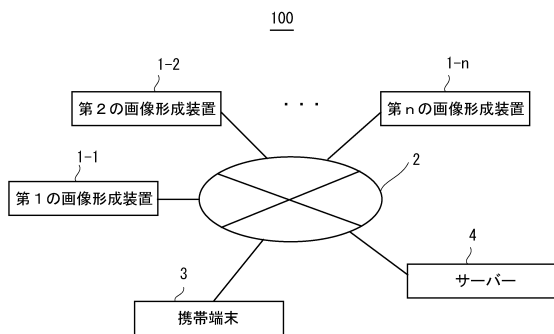 100
1-2
1-n
第2の画像形成装置
・・・
第nの画像形成装置
1-1
2
第1の画像形成装置
4
3
サーバー
携帯端末